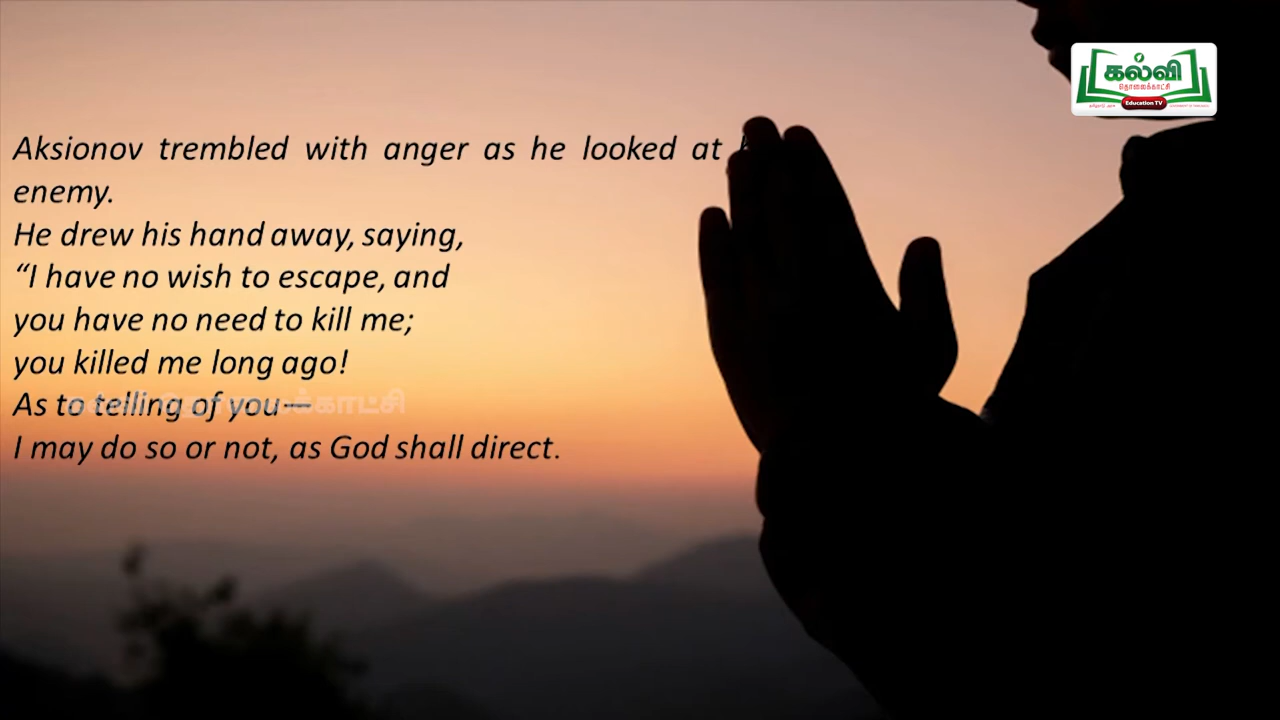 கல்வி
தொலைக்காட்சி
Education TV
Aksionov trembled with anger as he looked at
enemy.
He drew his hand away, saying,
“I have no wish to escape, and
you have no need to kill me;
you killed me long ago!
As to telling of you—
கல்வி தொலைக்காட்சி
I may do so or not, as God shall direct.